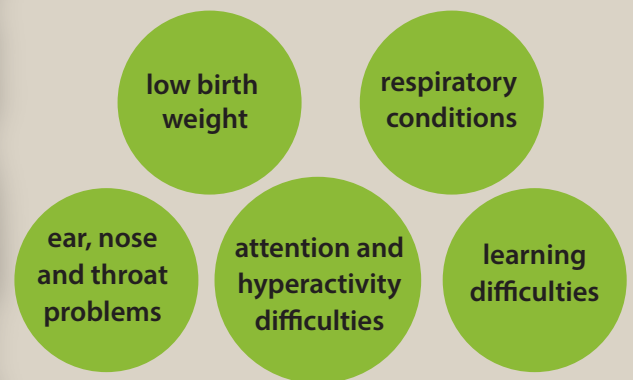 low birth
weight
respiratory
conditions
ear, nose
and throat
problems
attention and
hyperactivity
difficulties
learning
difficulties